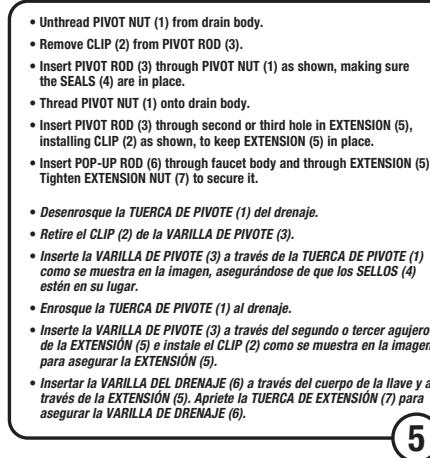 • Unthread PIVOT NUT (1) from drain body.
• Remove CLIP (2) from PIVOT ROD (3).
• Insert PIVOT ROD (3) through PIVOT NUT (1) as shown, making sure
the SEALS (4) are in place.
• Thread PIVOT NUT (1) onto drain body.
• Insert PIVOT ROD (3) through second or third hole in EXTENSION (5),
installing CLIP (2) as shown, to keep EXTENSION (5) in place.
• Insert POP-UP ROD (6) through faucet body and through EXTENSION (5)
Tighten EXTENSION NUT (7) to secure it.
• Desenrosque la TUERCA DE PIVOTE (1) del drenaje.
• Retire el CLIP (2) de la VARILLA DE PIVOTE (3).
• Inserte la VARILLA DE PIVOTE (3) a través de la TUERCA DE PIVOTE (1)
como se muestra en la imagen, asegurándose de que los SELLOS (4)
estén en su lugar.
• Enrosque la TUERCA DE PIVOTE (1) al drenaje.
• Inserte la VARILLA DE PIVOTE (3) a través del segundo o tercer agujero
de la EXTENSIÓN (5) e instale el CLIP (2) como se muestra en la imagen
para asegurar la EXTENSIÓN (5).
• Insertar la VARILLA DEL DRENAJE (6) a través del cuerpo de la llave y a
través de la EXTENSIÓN (5). Apriete la TUERCA DE EXTENSIÓN (7) para
asegurar la VARILLA DE DRENAJE (6).
5